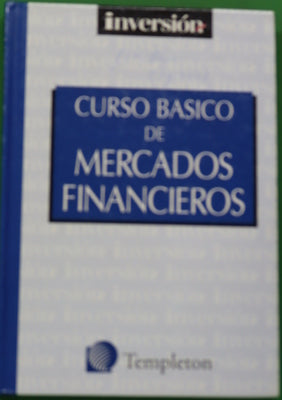 inversión
CURSO BASICO
DE
MERCADOS
FINANCIEROS
Templeton